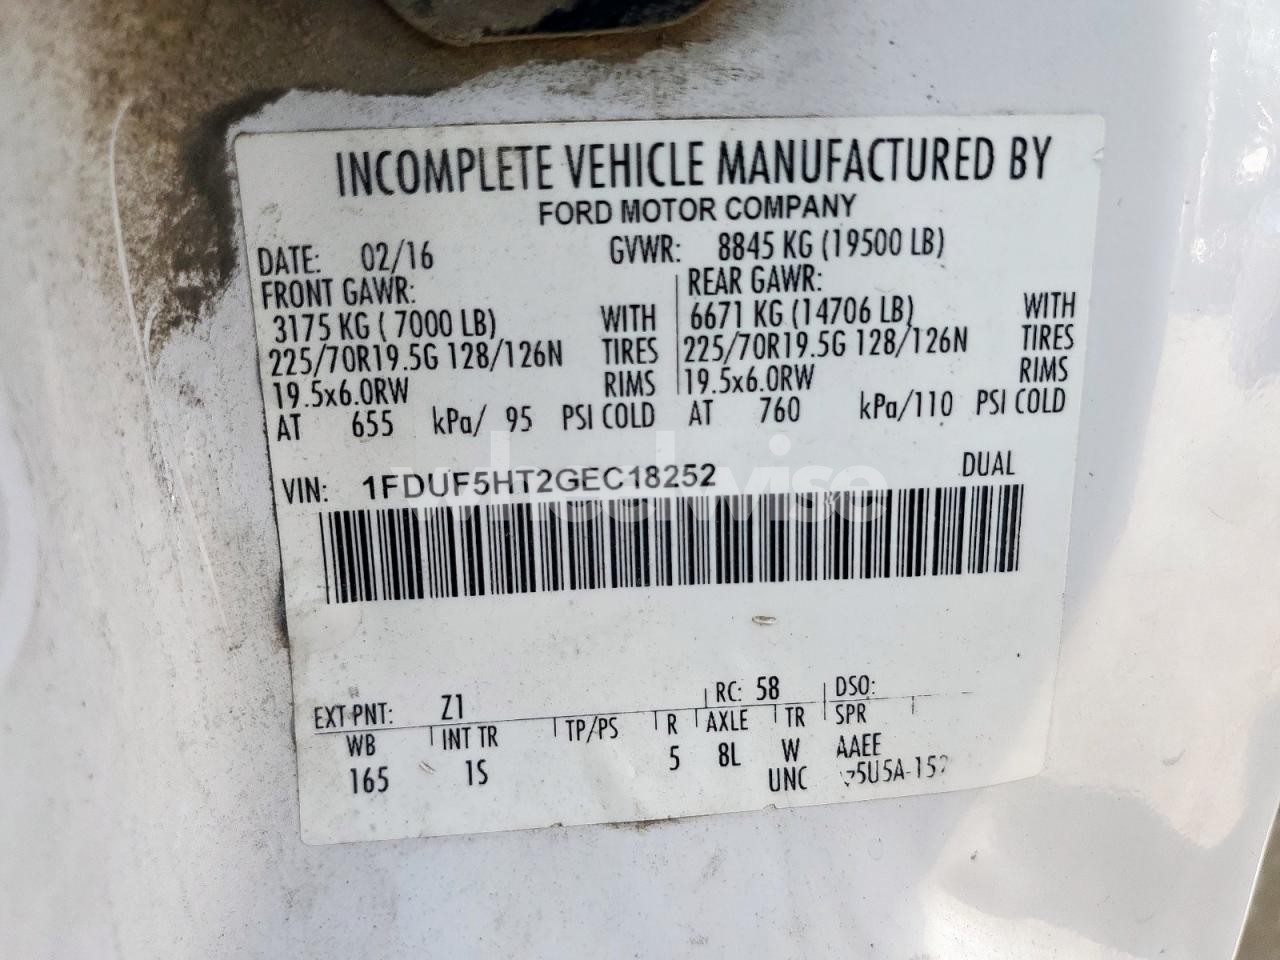 INCOMPLETE VEHICLE MANUFACTURED BY
FORD MOTOR COMPANY
DATE: 02/16 GVWR: 8845 KG (19500 LB)
FRONT GAWR: REAR GAWR:
3175 KG ( 7000 LB) WITH 6671 KG (14706 LB) WITH
225/70R19.5G 128/126N TIRES 225/70R19.5G 128/126N TIRES
19.5x6.0RW RIMS 19.5x6.0RW RIMS
AT 655 kPa/ 95 PSI COLD AT 760 kPa/110 PSI COLD
VIN: 1FDUF5HT2GEC18252 DUAL
wheelwise
EXT PNT: Z1 RC: 58 DSO:
WB INT TR TP/PS R AXLE TR SPR
165 1S 5 8L W AAEE
UNC